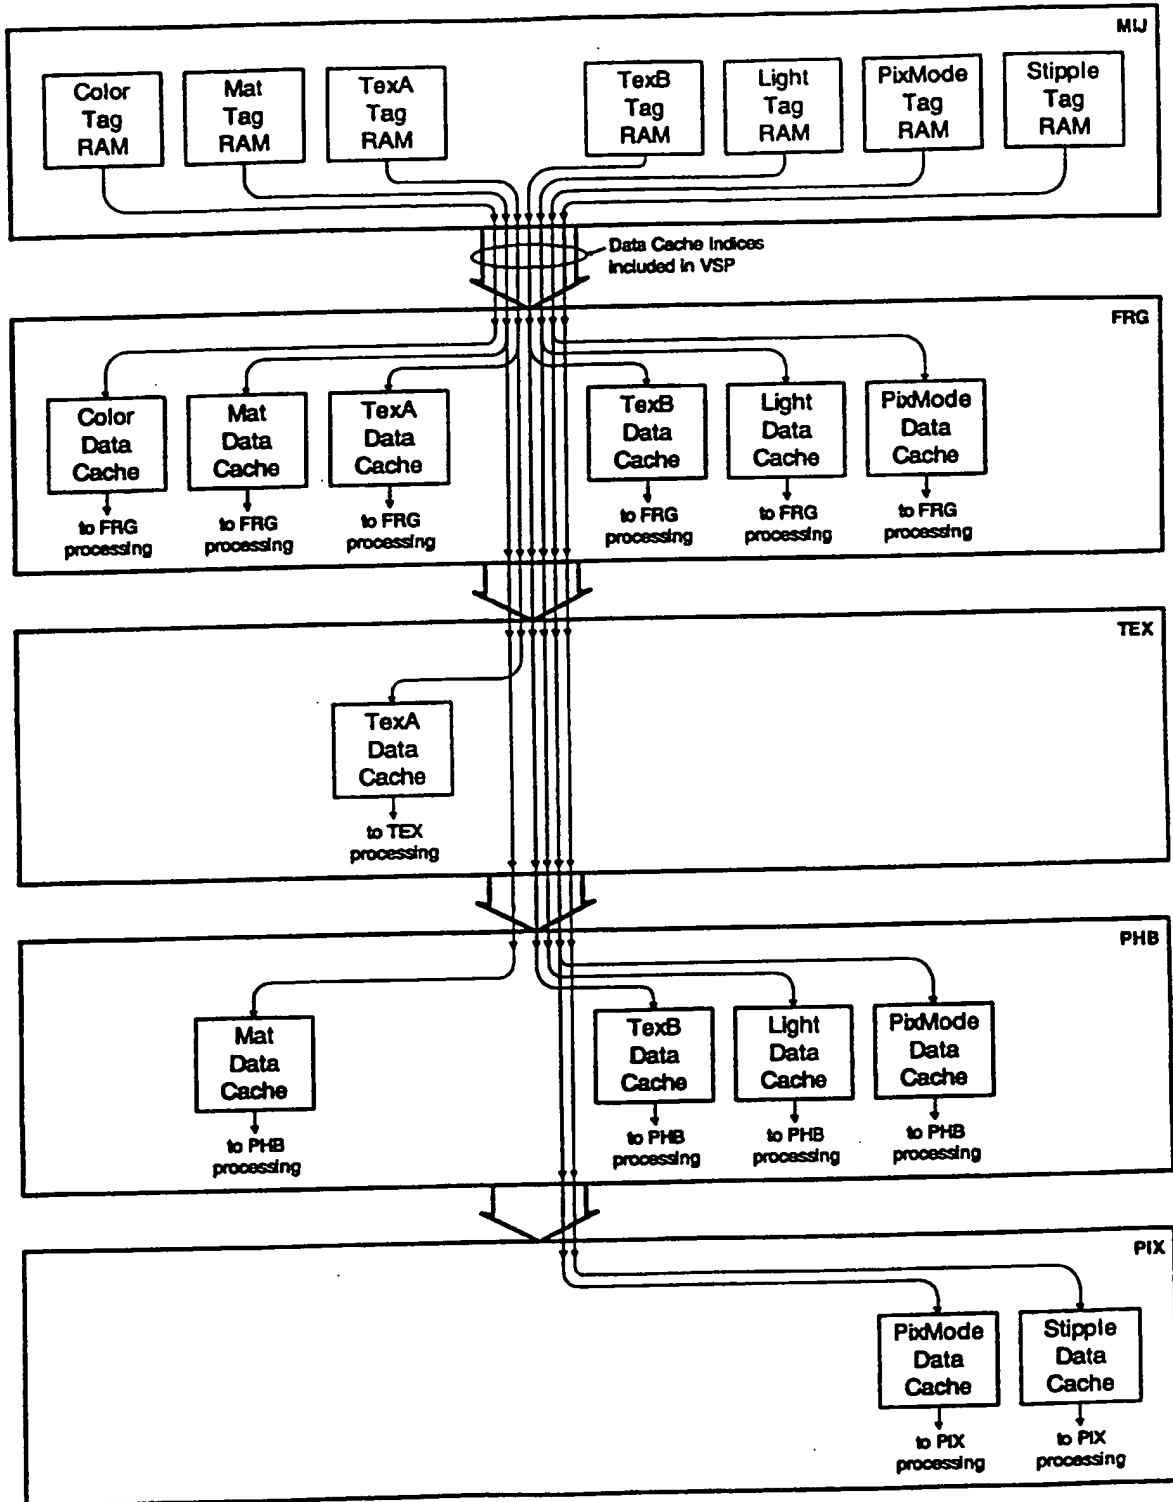 MIJ
Color
Tag
RAM
Mat
Tag
RAM
TexA
Tag
RAM
TexB
Tag
RAM
Light
Tag
RAM
PixMode
Tag
RAM
Stipple
Tag
RAM
Data Cache Indices
included in VSP
FRG
Color
Data
Cache
to FRG
processing
Mat
Data
Cache
to FRG
processing
TexA
Data
Cache
to FRG
processing
TexB
Data
Cache
to FRG
processing
Light
Data
Cache
to FRG
processing
PixMode
Data
Cache
to FRG
processing
TEX
TexA
Data
Cache
to TEX
processing
PHB
Mat
Data
Cache
to PHB
processing
TexB
Data
Cache
to PHB
processing
Light
Data
Cache
to PHB
processing
PixMode
Data
Cache
to PHB
processing
PIX
PixMode
Data
Cache
to PIX
processing
Stipple
Data
Cache
to PIX
processing